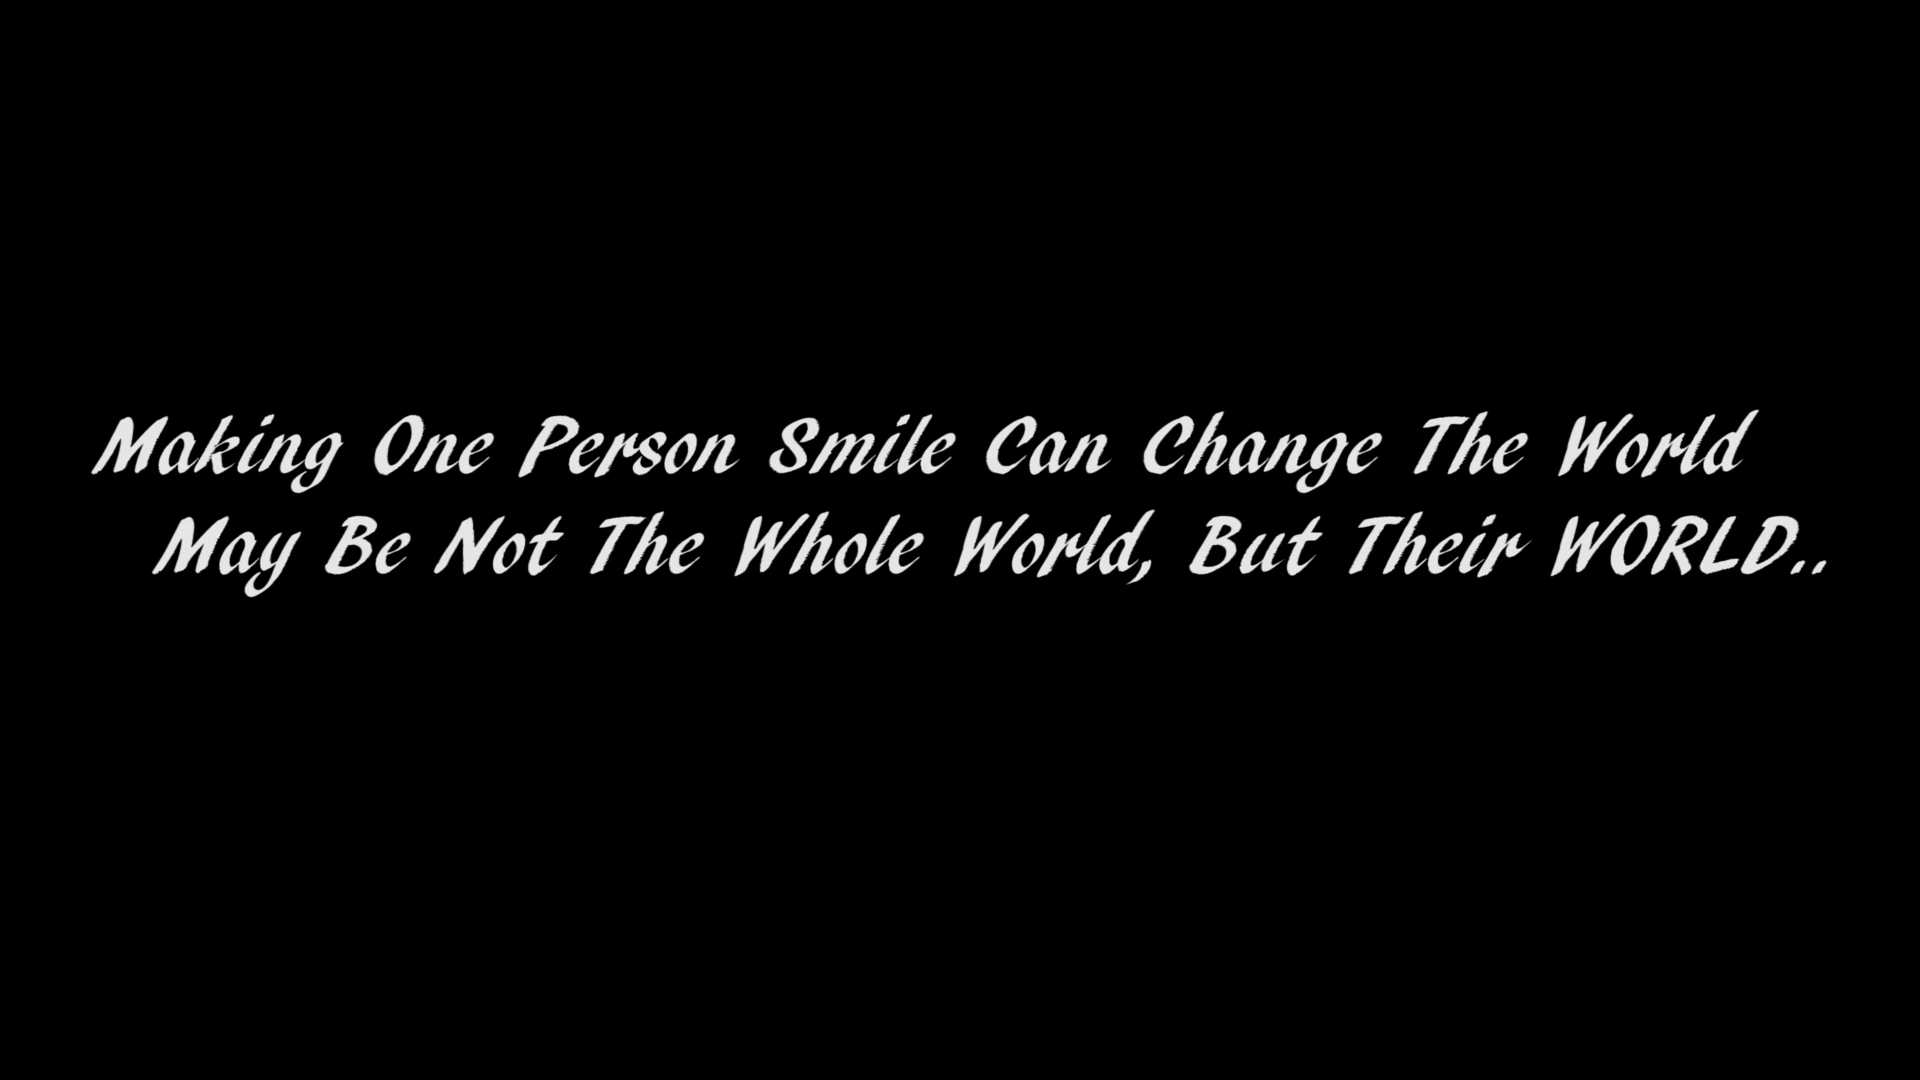 Making One Person Smile Can Change The World
May Be Not The Whole World, But Their WORLD..